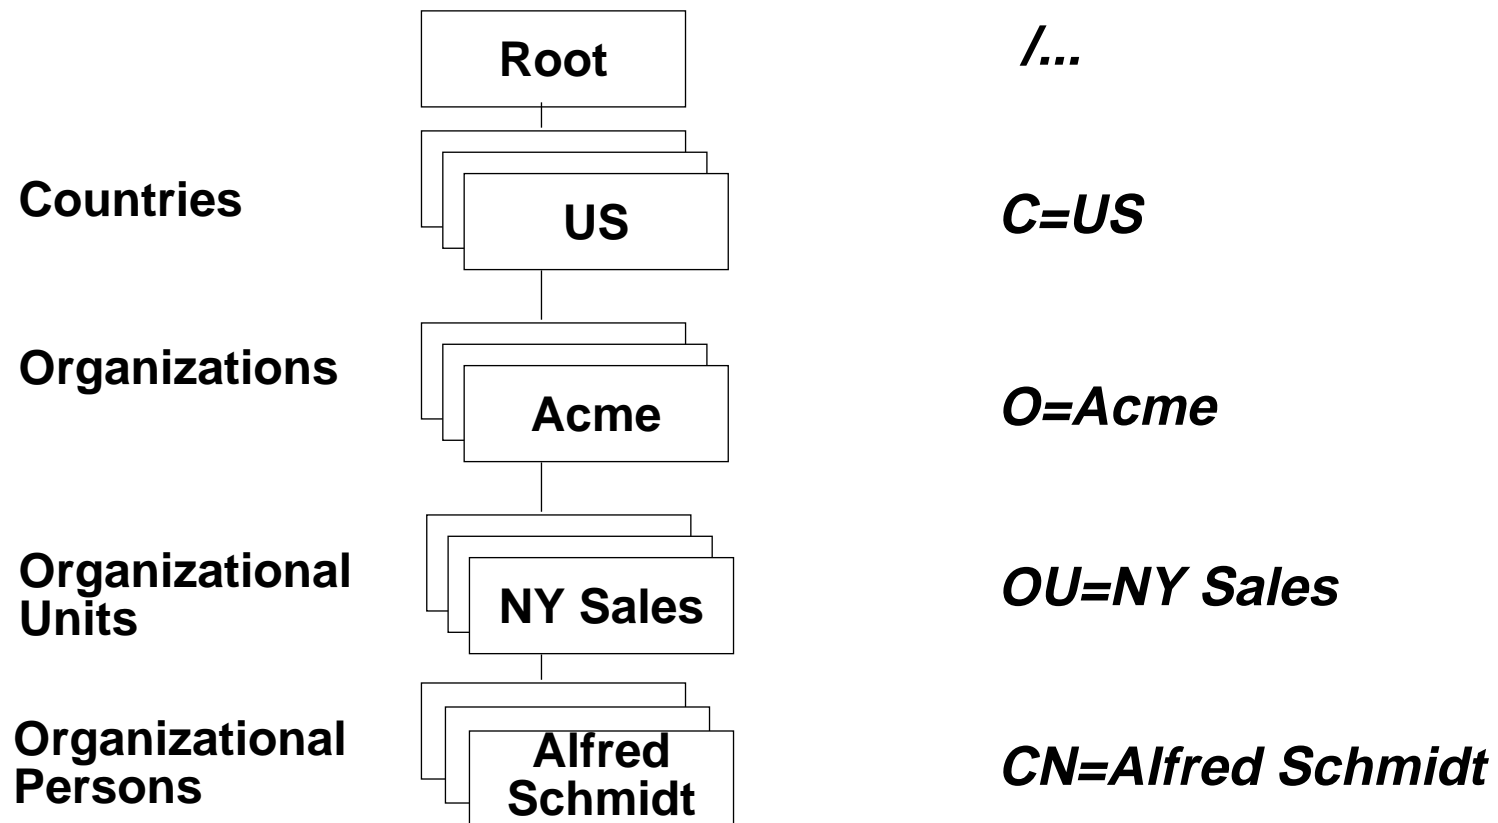 Root
/...
Countries
US
C=US
Organizations
Acme
O=Acme
Organizational
Units
NY Sales
OU=NY Sales
Organizational
Persons
Alfred
Schmidt
CN=Alfred Schmidt